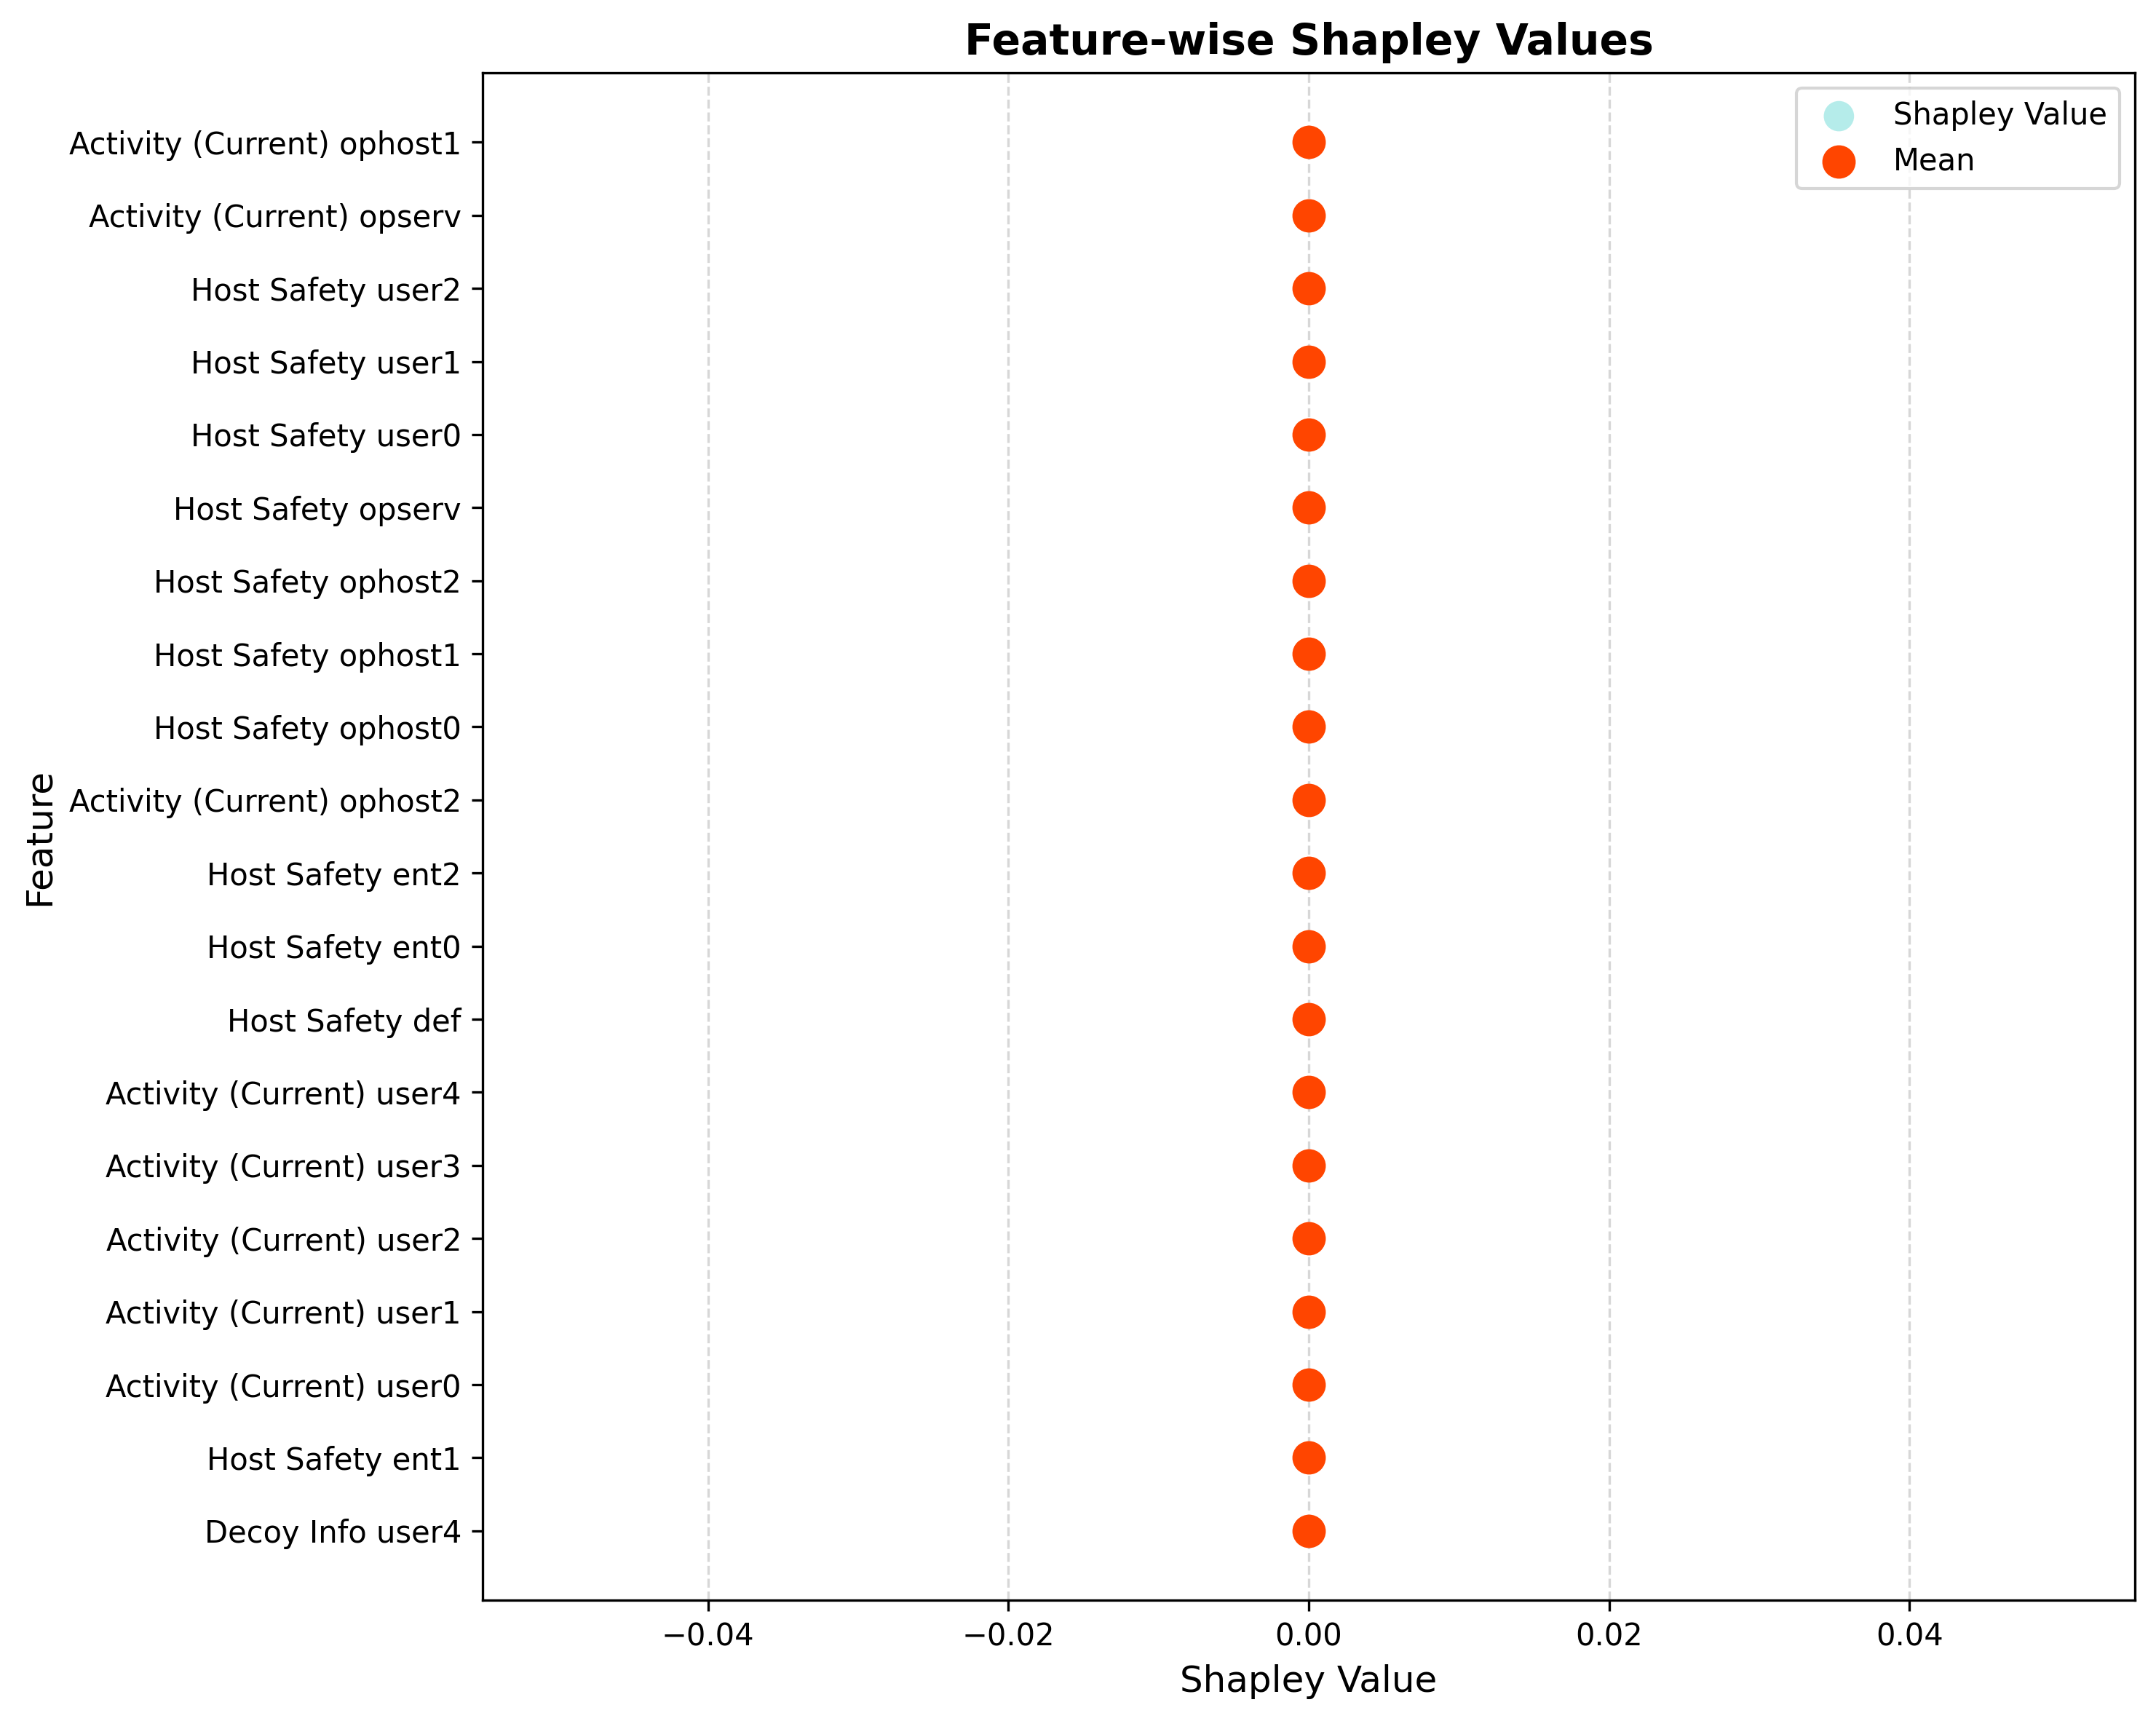 Feature-wise Shapley Values
Shapley Value
Mean
Feature
Activity (Current) ophost1
Activity (Current) opserv
Host Safety user2
Host Safety user1
Host Safety user0
Host Safety opserv
Host Safety ophost2
Host Safety ophost1
Host Safety ophost0
Activity (Current) ophost2
Host Safety ent2
Host Safety ent0
Host Safety def
Activity (Current) user4
Activity (Current) user3
Activity (Current) user2
Activity (Current) user1
Activity (Current) user0
Host Safety ent1
Decoy Info user4
−0.04 −0.02 0.00 0.02 0.04
Shapley Value